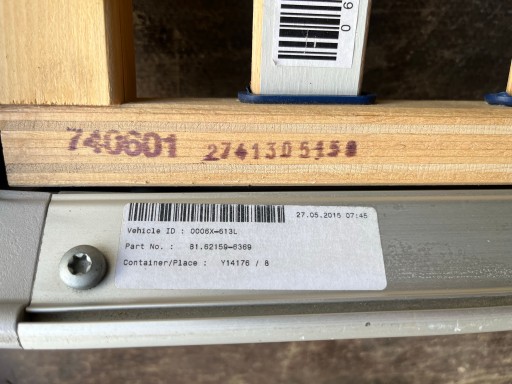 740601 2741305158
27.05.2015 07:45
Vehicle ID : 0006X-613L
Part No. : 81.62159-6369
Container/Place : Y14176 / 8